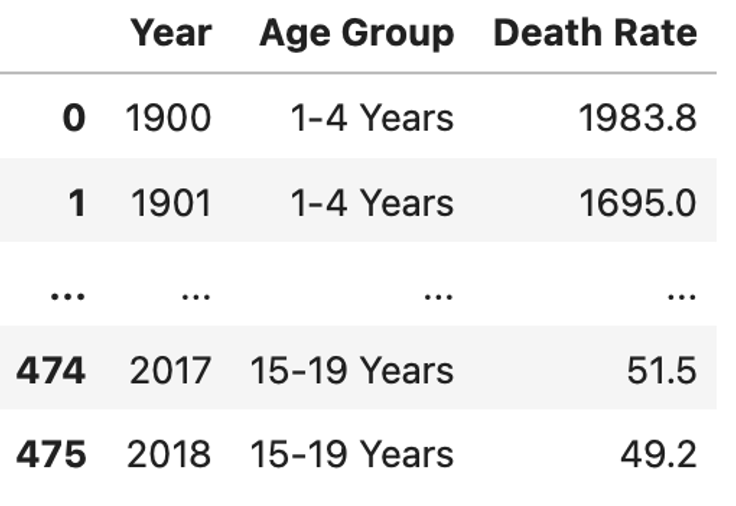 Year Age Group Death Rate
0 1900 1-4 Years 1983.8
1 1901 1-4 Years 1695.0
... ... ... ...
474 2017 15-19 Years 51.5
475 2018 15-19 Years 49.2